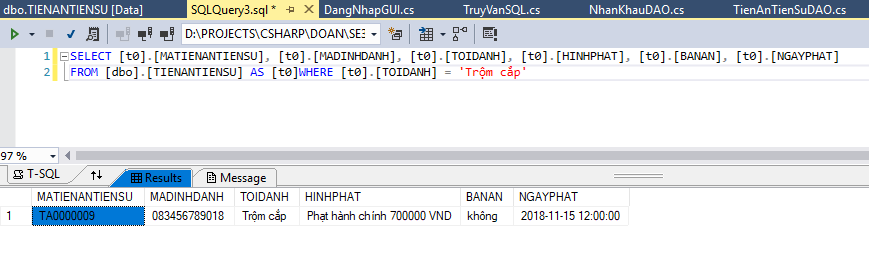 dbo.TIENANTIENSU [Data] SQLQuery3.sql * DangNhapGUI.cs TruyVanSQL.cs NhanKhauDAO.cs TienAnTienSuDAO.cs
D:\PROJECTS\CSHARP\DOAN\SE3
1 SELECT [t0].[MATIENANTIENSU], [t0].[MADINHDANH], [t0].[TOIDANH], [t0].[HINHPHAT], [t0].[BANAN], [t0].[NGAYPHAT]
2 FROM [dbo].[TIENANTIENSU] AS [t0]WHERE [t0].[TOIDANH] = 'Trộm cắp'
97 %
T-SQL Results Message
MATIENANTIENSU MADINHDANH TOIDANH HINHPHAT BANAN NGAYPHAT
1 TA0000009 083456789018 Trộm cắp Phạt hành chính 700000 VND không 2018-11-15 12:00:00